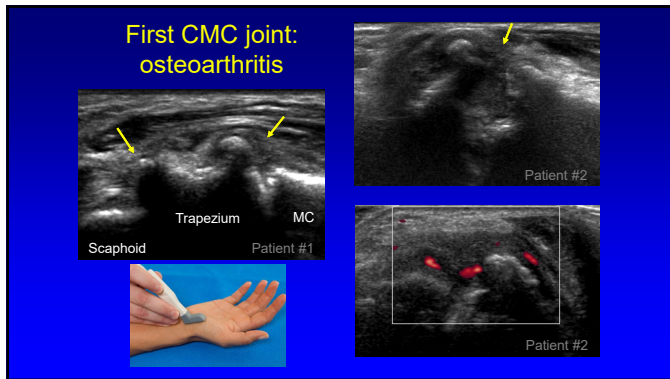 First CMC joint:
osteoarthritis
Trapezium
MC
Scaphoid
Patient #1
Patient #2
Patient #2